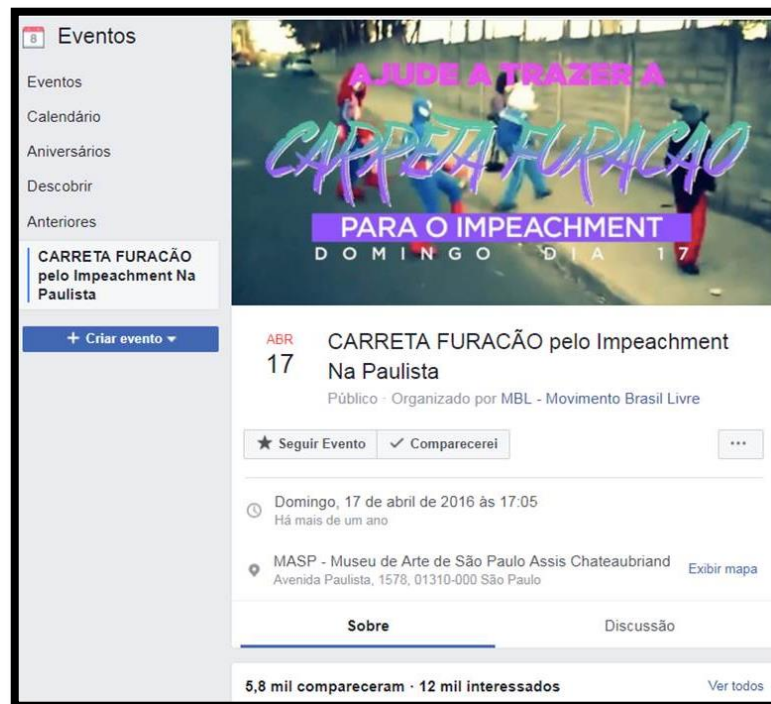 8 Eventos
Eventos
Calendário
Aniversários
Descobrir
Anteriores
CARRETA FURACÃO
pelo Impeachment Na
Paulista
+ Criar evento
AJUDE A TRAZER A
CARRETA FURACAO
PARA O IMPEACHMENT
DOMINGO DIA 17
ABR
17
CARRETA FURACÃO pelo Impeachment
Na Paulista
Público · Organizado por MBL - Movimento Brasil Livre
Seguir Evento Comparecerei ...
Domingo, 17 de abril de 2016 às 17:05
Há mais de um ano
MASP - Museu de Arte de São Paulo Assis Chateaubriand
Avenida Paulista, 1578, 01310-000 São Paulo
Exibir mapa
Sobre Discussão
5,8 mil compareceram · 12 mil interessados Ver todos